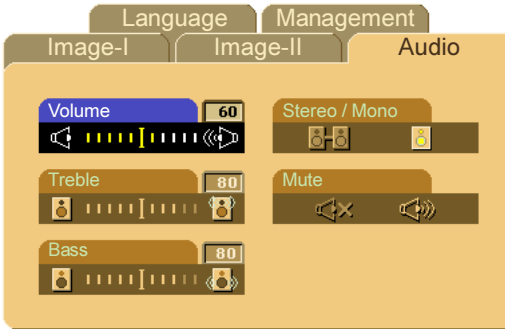 Language Management
Image-I Image-II Audio
Volume 60 Stereo / Mono
Treble 80 Mute
Bass 80